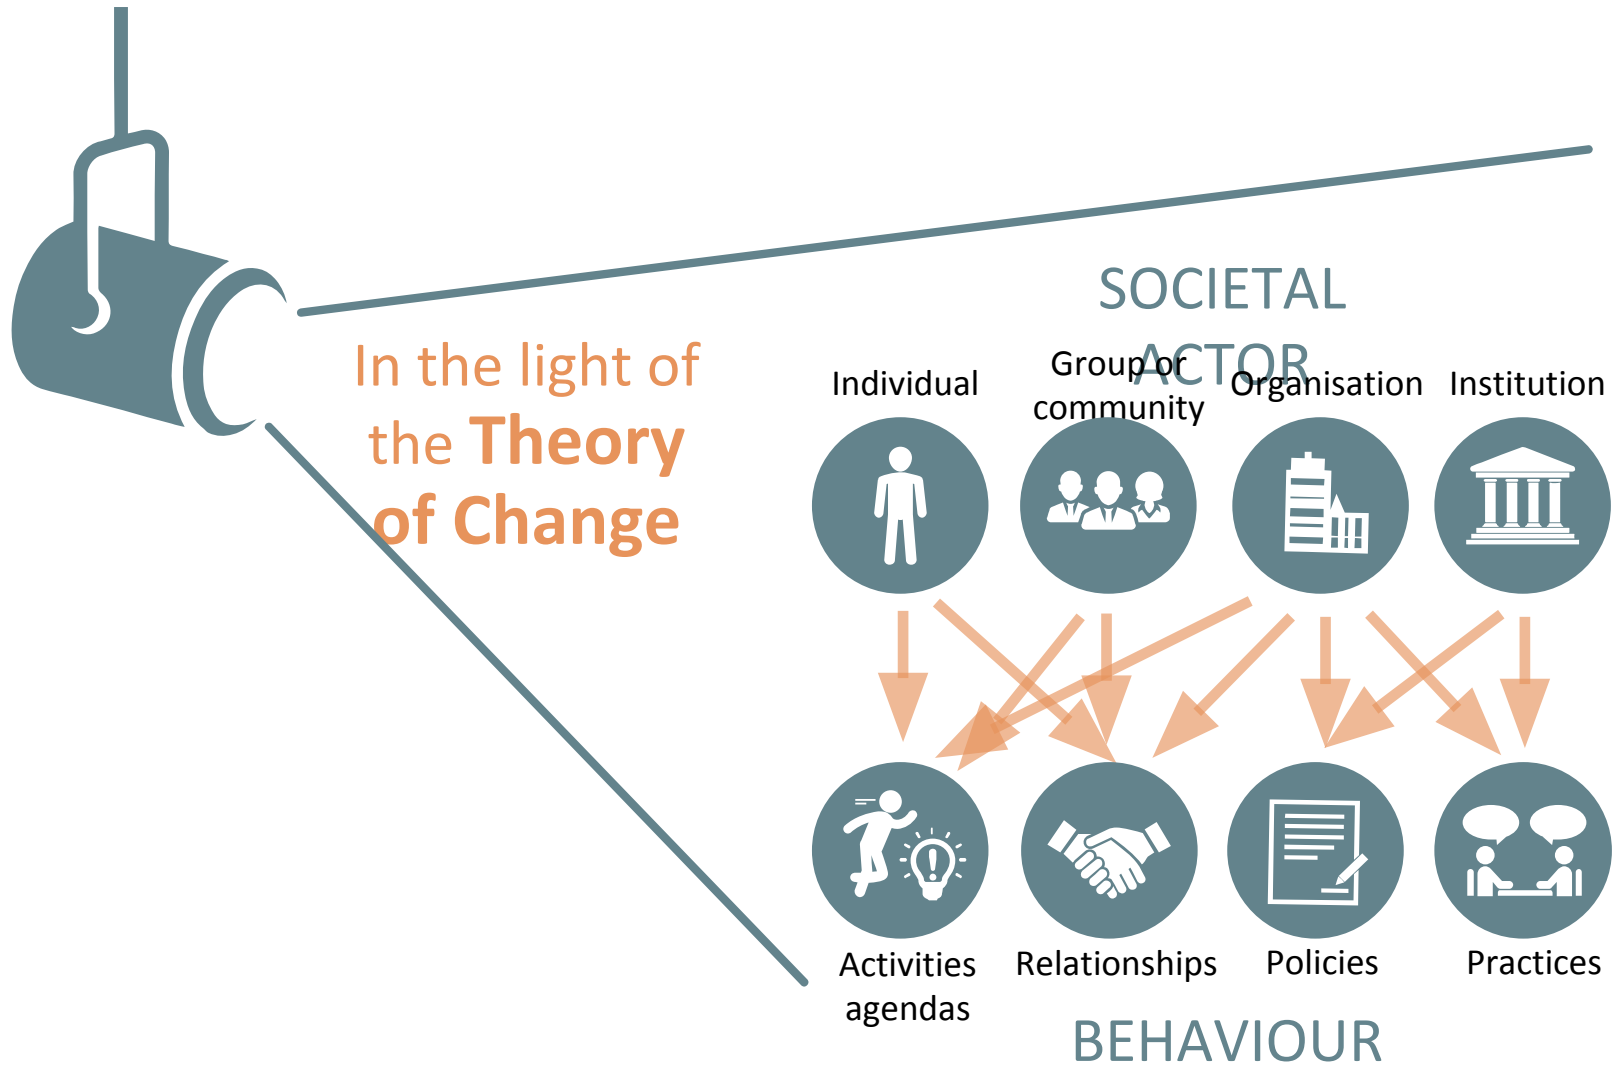 In the light of
the Theory
of Change
SOCIETAL
ACTOR
Individual
Group or
community
Organisation
Institution
Activities
agendas
Relationships
Policies
Practices
BEHAVIOUR